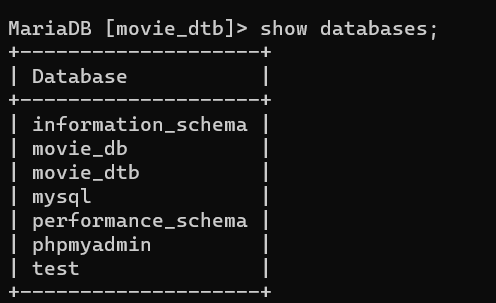 MariaDB [movie_dtb]> show databases;
+--------------------+
| Database           |
+--------------------+
| information_schema |
| movie_db           |
| movie_dtb          |
| mysql              |
| performance_schema |
| phpmyadmin         |
| test               |
+--------------------+